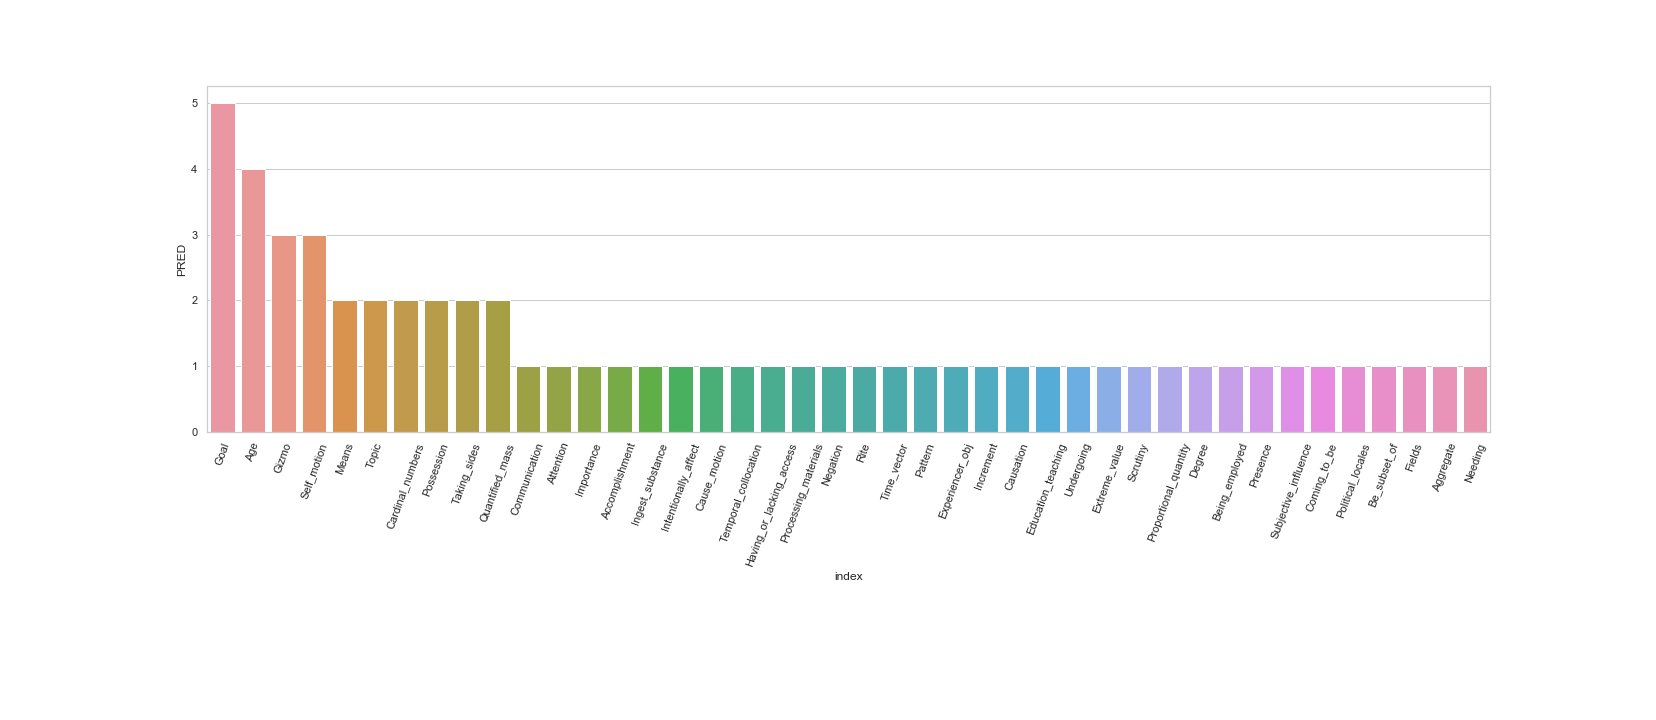 5
4
3
2
1
0
PRED
Goal
Age
Gizmo
Self_motion
Means
Topic
Cardinal_numbers
Possession
Taking_sides
Quantified_mass
Communication
Attention
Importance
Accomplishment
Ingest_substance
Intentionally_affect
Cause_motion
Temporal_collocation
Having_or_lacking_access
Processing_materials
Negation
Rite
Time_vector
Pattern
Experiencer_obj
Increment
Causation
Education_teaching
Undergoing
Extreme_value
Scrutiny
Proportional_quantity
Degree
Being_employed
Presence
Subjective_influence
Coming_to_be
Political_locales
Be_subset_of
Fields
Aggregate
Needing
index